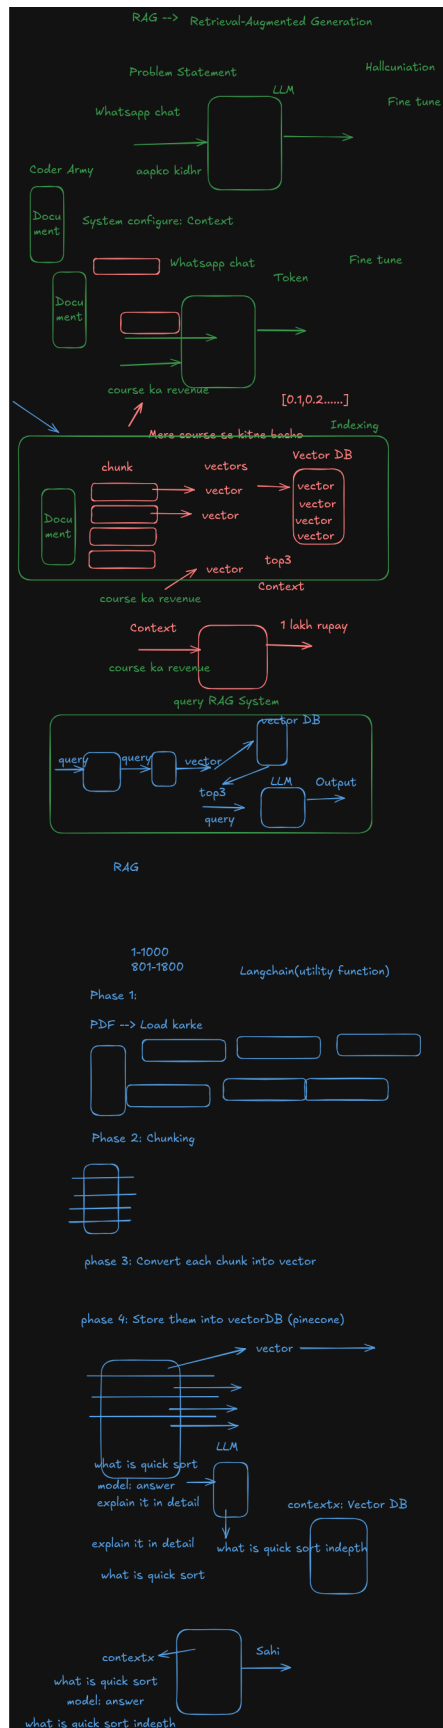 RAG --> Retrieval-Augmented Generation
Hallcuniation
Problem Statement
LLM
Fine tune
Whatsapp chat
Coder Army
aapko kidhr
Docu
ment
System configure: Context
Whatsapp chat
Fine tune
Token
Docu
ment
course ka revenue
[0.1,0.2......]
Mere course se kitne bacho
Indexing
Vector DB
chunk
vectors
vector
vector
vector
vector
vector
vector
Docu
ment
top3
vector
Context
course ka revenue
Context
1 lakh rupay
course ka revenue
query RAG System
vector DB
query
query
vector
top3
LLM
Output
query
RAG
1-1000
801-1800
Langchain(utility function)
Phase 1:
PDF --> Load karke
Phase 2: Chunking
phase 3: Convert each chunk into vector
phase 4: Store them into vectorDB (pinecone)
vector
LLM
what is quick sort
model: answer
explain it in detail
contextx: Vector DB
explain it in detail
what is quick sort indepth
what is quick sort
Sahi
contextx
what is quick sort
model: answer
what is quick sort indepth